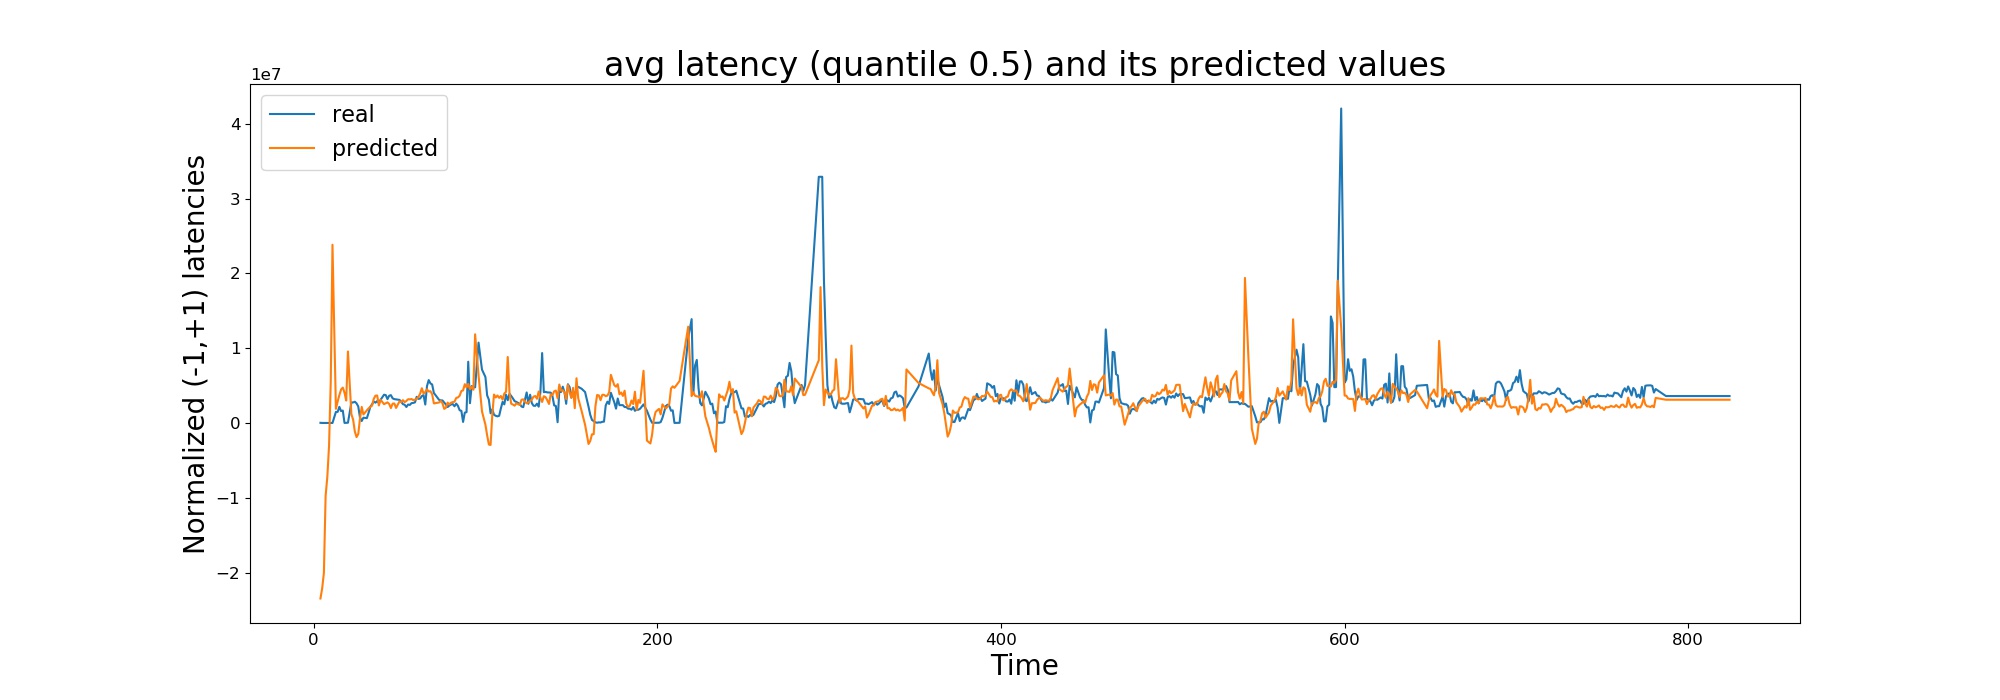 avg latency (quantile 0.5) and its predicted values
1e7
real
predicted
4
3
2
1
0
−1
−2
Normalized (-1,+1) latencies
0 200 400 600 800
Time